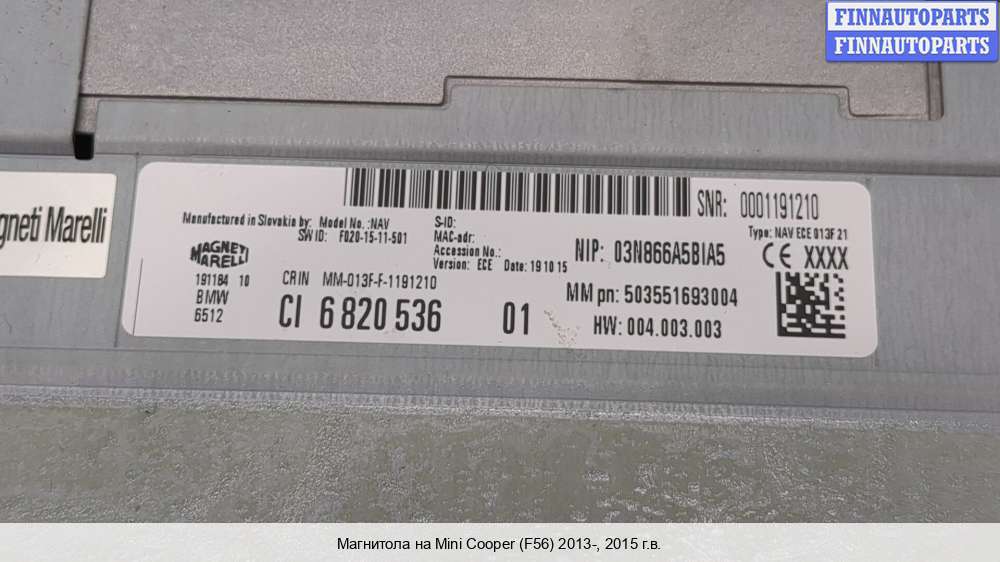 FINNAUTOPARTS
FINNAUTOPARTS
gneti Marelli
SNR: 0001191210
Manufactured in Slovakia by: Model No.: NAV
SW ID: F020-15-11-501
S-ID:
MAC-adr:
Accession No.:
Version: ECE Date: 19 10 15
NIP: 03N866A5BIA5
Type: NAV ECE 013F 21
CE XXXX
MAGNETI
MARELLI
191184 10
BMW
6512
CRIN MM-013F-F-1191210
CI 6 820 536 01
MM pn: 503551693004
HW: 004.003.003
Магнитола на Mini Cooper (F56) 2013-, 2015 г.в.